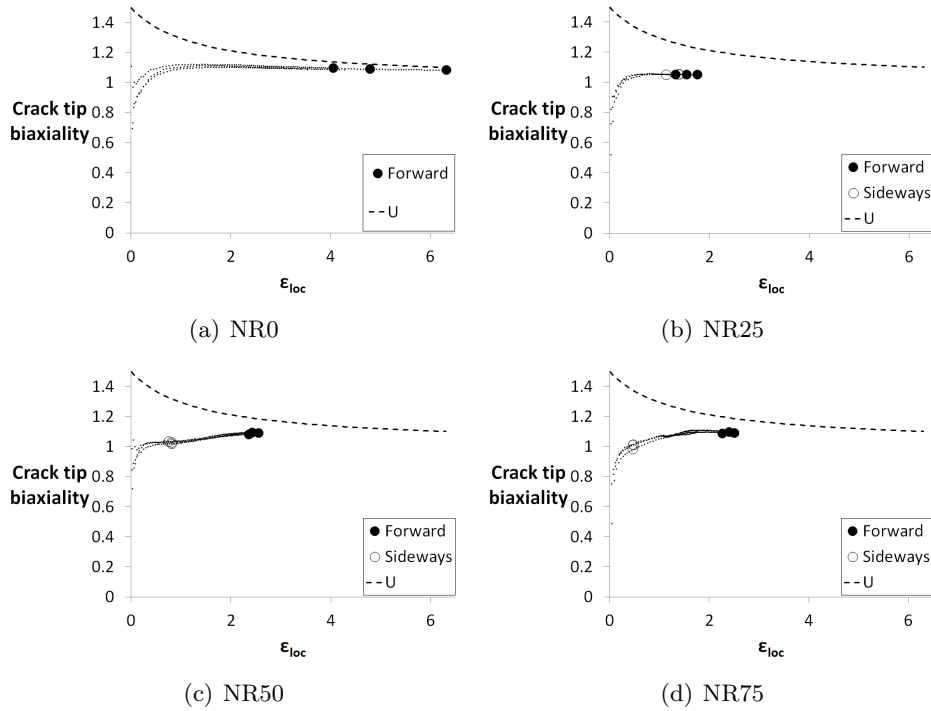 1.4
1.2
1
0.8
0.6
0.4
0.2
0
Crack tip
biaxiality
0 2 4 6
εloc
Forward
U
(a) NR0
1.4
1.2
1
0.8
0.6
0.4
0.2
0
Crack tip
biaxiality
0 2 4 6
εloc
Forward
Sideways
U
(b) NR25
1.4
1.2
1
0.8
0.6
0.4
0.2
0
Crack tip
biaxiality
0 2 4 6
εloc
Forward
Sideways
U
(c) NR50
1.4
1.2
1
0.8
0.6
0.4
0.2
0
Crack tip
biaxiality
0 2 4 6
εloc
Forward
Sideways
U
(d) NR75